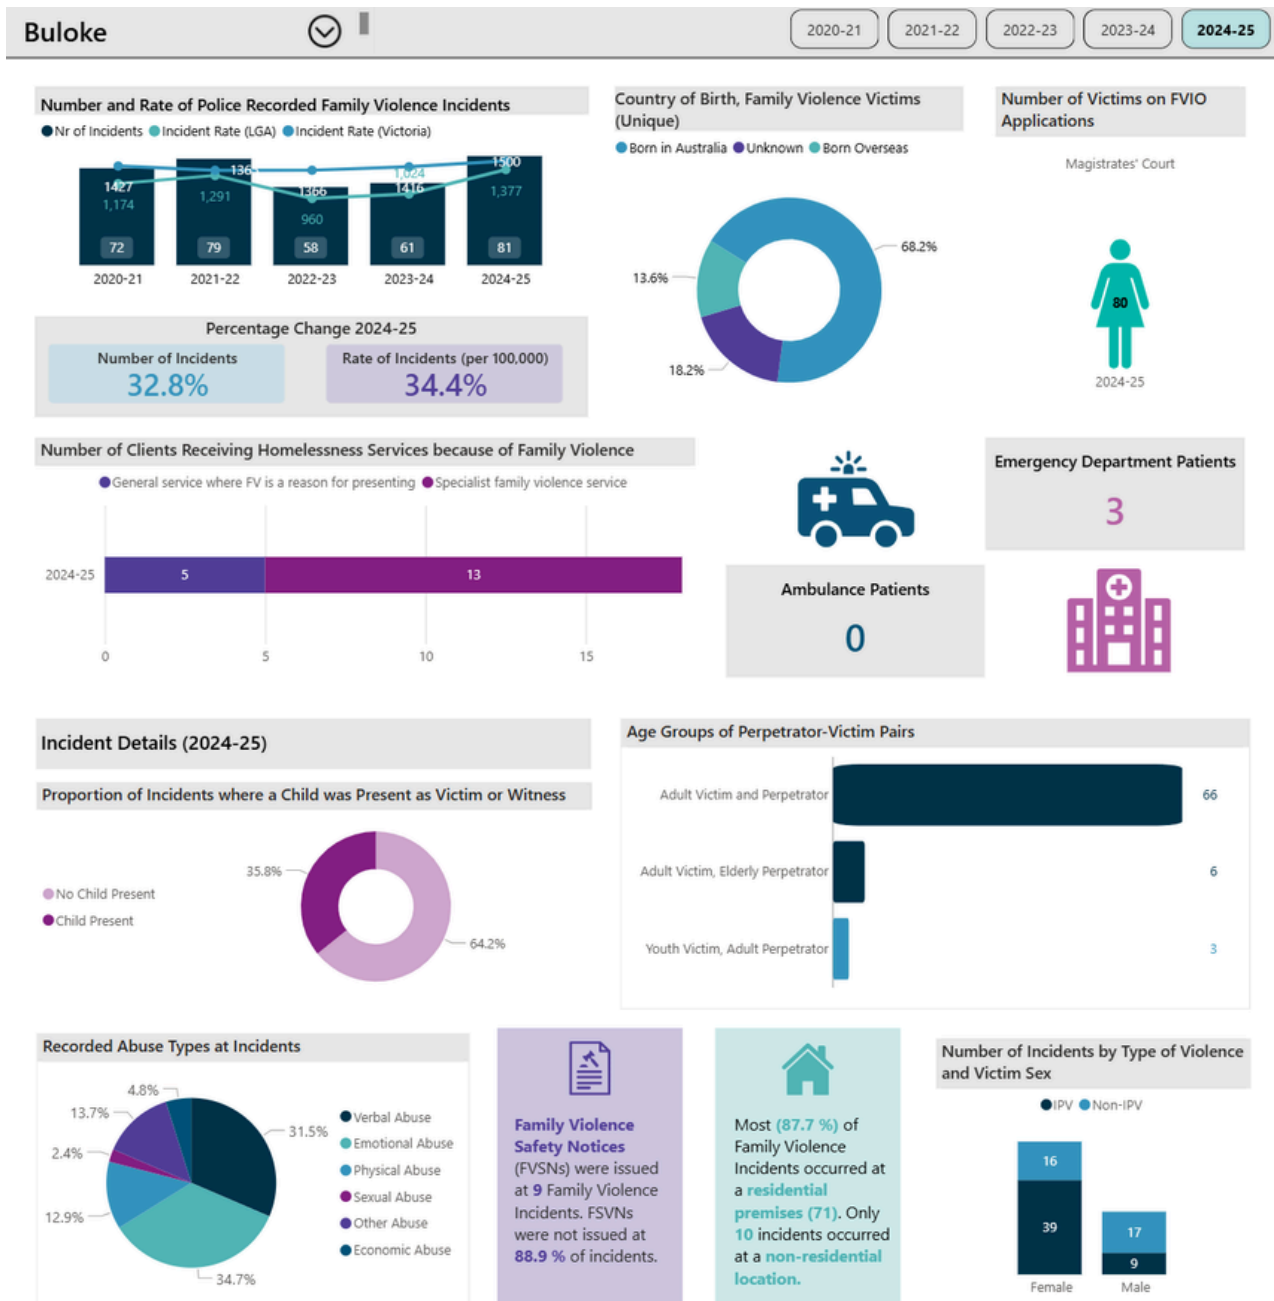 Buloke
2020-21
2021-22
2022-23
2023-24
2024-25
Number and Rate of Police Recorded Family Violence Incidents
Nr of Incidents
Incident Rate (LGA)
Incident Rate (Victoria)
1427
1365
1366
1,024
1416
1500
1,174
1,291
960
1,377
72
79
58
61
81
2020-21
2021-22
2022-23
2023-24
2024-25
Percentage Change 2024-25
Number of Incidents
32.8%
Rate of Incidents (per 100,000)
34.4%
Country of Birth, Family Violence Victims
(Unique)
Born in Australia
Unknown
Born Overseas
68.2%
13.6%
18.2%
Number of Victims on FVIO
Applications
Magistrates' Court
80
2024-25
Number of Clients Receiving Homelessness Services because of Family Violence
General service where FV is a reason for presenting
Specialist family violence service
2024-25
5
13
0
5
10
15
Ambulance Patients
0
Emergency Department Patients
3
Incident Details (2024-25)
Proportion of Incidents where a Child was Present as Victim or Witness
No Child Present
Child Present
35.8%
64.2%
Age Groups of Perpetrator-Victim Pairs
Adult Victim and Perpetrator
66
Adult Victim, Elderly Perpetrator
6
Youth Victim, Adult Perpetrator
3
Recorded Abuse Types at Incidents
4.8%
13.7%
2.4%
12.9%
31.5%
34.7%
Verbal Abuse
Emotional Abuse
Physical Abuse
Sexual Abuse
Other Abuse
Economic Abuse
Family Violence
Safety Notices
(FVSNs) were issued
at 9 Family Violence
Incidents. FSVNs
were not issued at
88.9 % of incidents.
Most (87.7 %) of
Family Violence
Incidents occurred at
a residential
premises (71). Only
10 incidents occurred
at a non-residential
location.
Number of Incidents by Type of Violence
and Victim Sex
IPV
Non-IPV
16
39
17
9
Female
Male